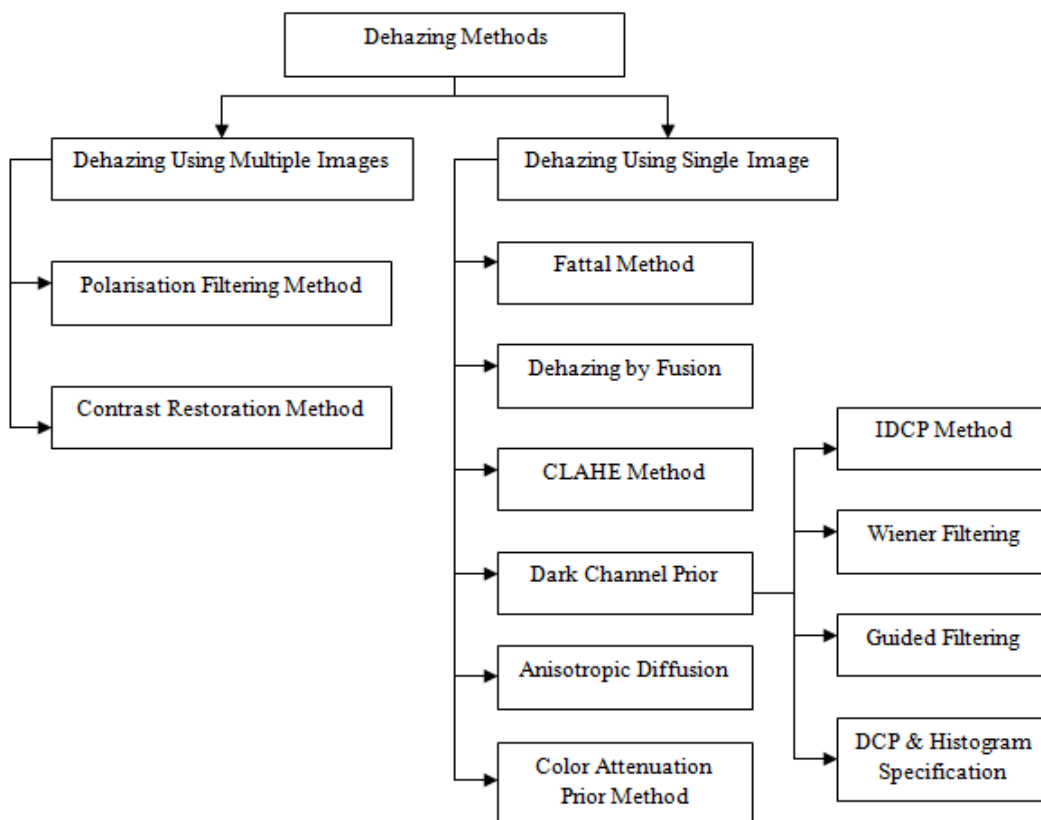 Dehazing Methods
Dehazing Using Multiple Images
Dehazing Using Single Image
Polarisation Filtering Method
Contrast Restoration Method
Fattal Method
Dehazing by Fusion
CLAHE Method
Dark Channel Prior
Anisotropic Diffusion
Color Attenuation
Prior Method
IDCP Method
Wiener Filtering
Guided Filtering
DCP & Histogram
Specification